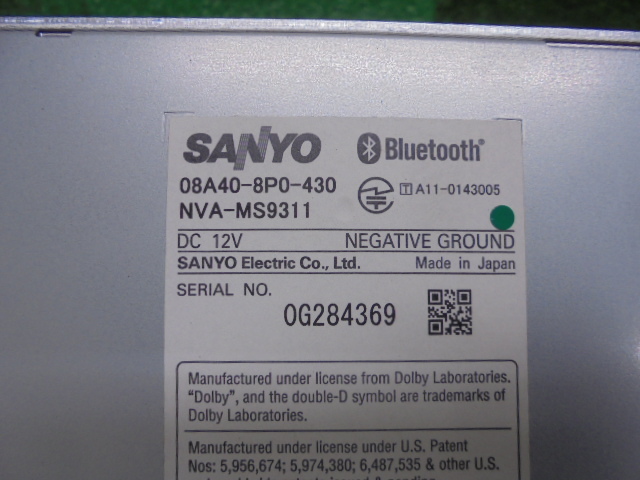 SANYO Bluetooth®
08A40-8P0-430
T A11-0143005
NVA-MS9311
DC 12V NEGATIVE GROUND
SANYO Electric Co., Ltd. Made in Japan
SERIAL NO.
0G284369
Manufactured under license from Dolby Laboratories.
"Dolby", and the double-D symbol are trademarks of
Dolby Laboratories.
Manufactured under license under U.S. Patent
Nos: 5,956,674; 5,974,380; 6,487,535 & other U.S.